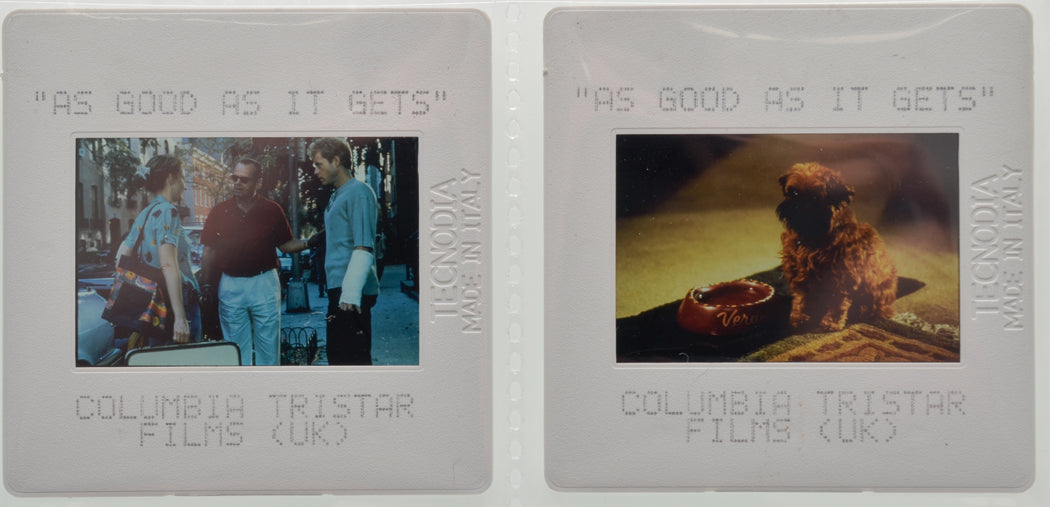 "AS GOOD AS IT GETS"
TECNODIA
MADE IN ITALY
COLUMBIA TRISTAR
FILMS (UK)
"AS GOOD AS IT GETS"
Verd
TECNODIA
MADE IN ITALY
COLUMBIA TRISTAR
FILMS (UK)